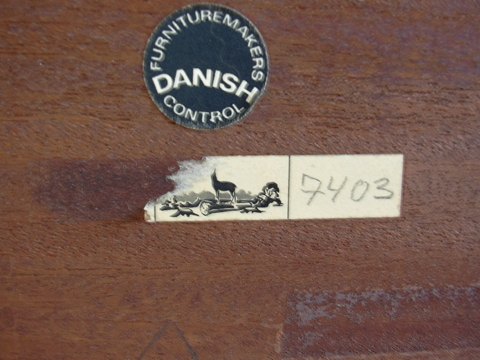 FURNITUREMAKERS
DANISH
CONTROL
7403